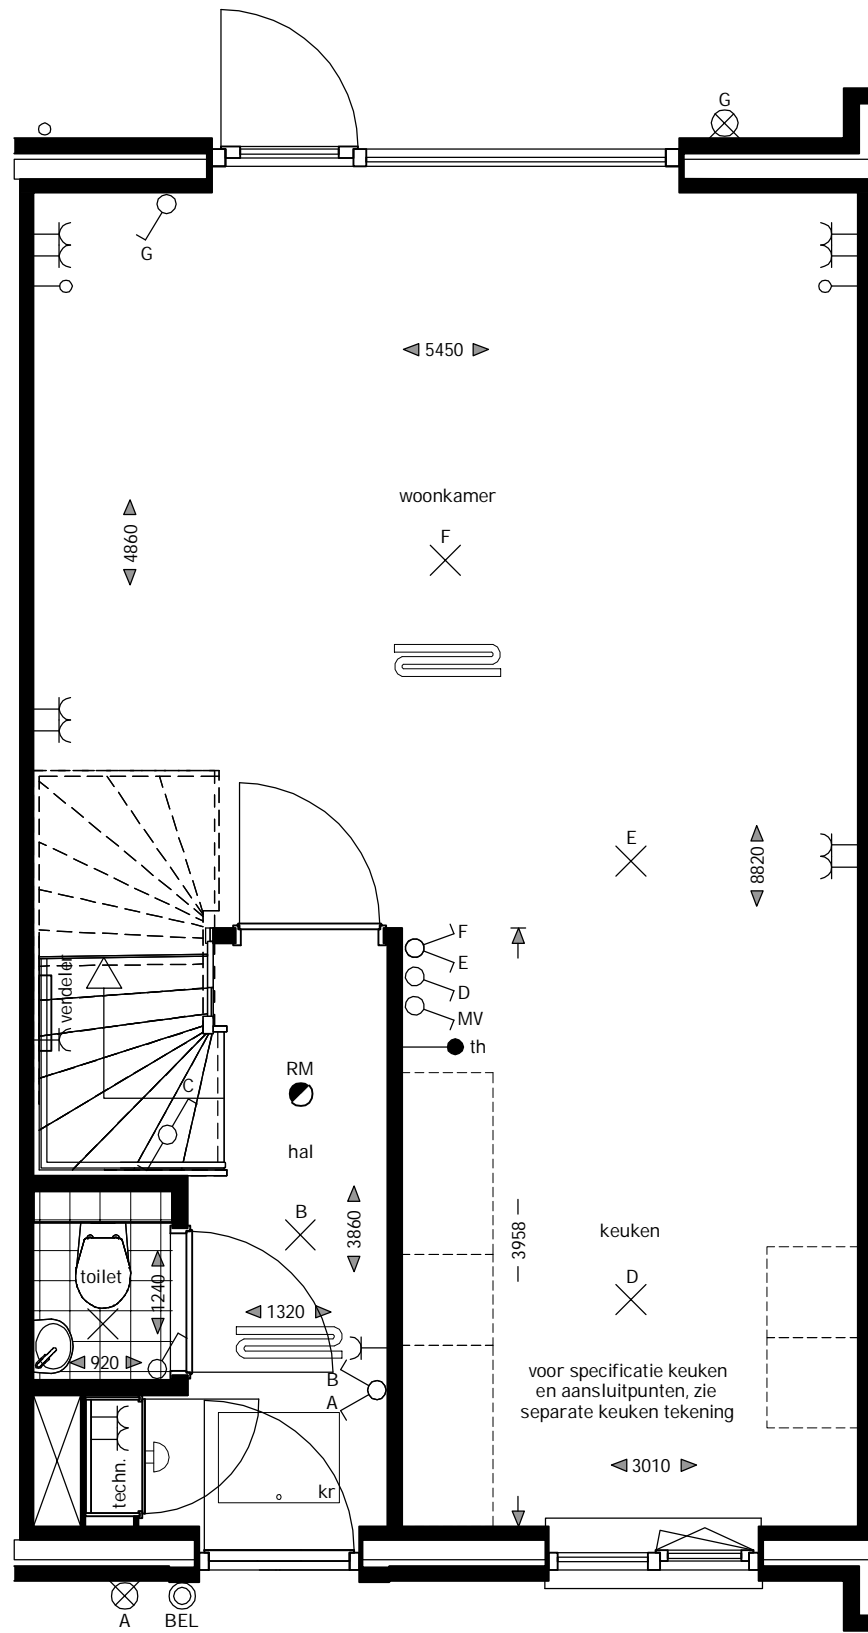 G
G
5450
woonkamer
F
4860
E
8820
F
E
D
MV
th
vendeler
C
RM
hal
B
3860
3958
keuken
toilet
D
1240
1320
920
B
A
voor specificatie keuken
en aansluitpunten, zie
separate keuken tekening
3010
techn.
kr
A
BEL